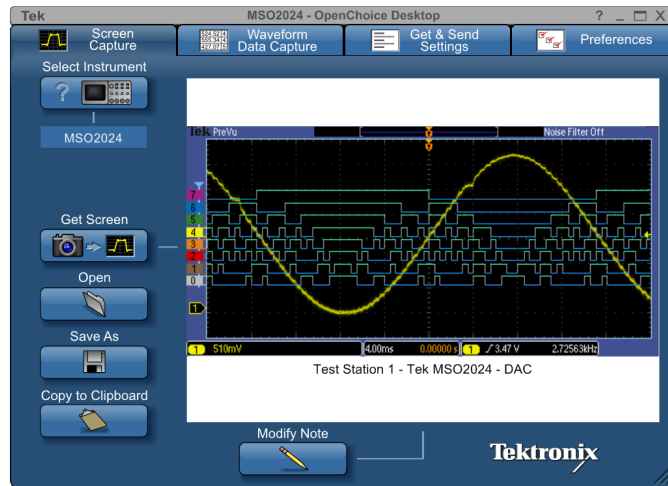 Tek
MSO2024 - OpenChoice Desktop
?
Screen
Capture
Waveform
Data Capture
Get & Send
Settings
Preferences
Select Instrument
?
MSO2024
Get Screen
Open
Save As
Copy to Clipboard
Tek PreVu
Noise Filter Off
7
6
5
4
3
2
1
0
1
1 510mV
4.00ms
0.00000 s
1
3.47 V
2.72563kHz
Test Station 1 - Tek MSO2024 - DAC
Modify Note
Tektronix